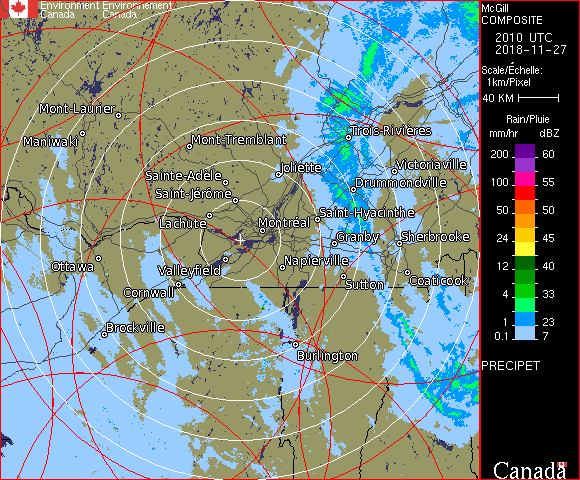 Environment Environnement
Canada Canada
McGill
COMPOSITE
2010 UTC
2018-11-27
Scale/Échelle:
1km/Pixel
40 KM
Rain/Pluie
mm/hr dBZ
200 60
100 55
50 50
24 45
12 40
4 33
1 23
0.1 7
PRECIPET
Canada
Mont-Laurier
Maniwaki
Mont-Tremblant
Trois-Rivières
Joliette
Victoriaville
Sainte-Adèle
Drummondville
Saint-Jérôme
Lachute
Saint-Hyacinthe
Montréal
Granby
Sherbrooke
Ottawa
Valleyfield
Napierville
Cornwall
Sutton
Coaticook
Brockville
Burlington